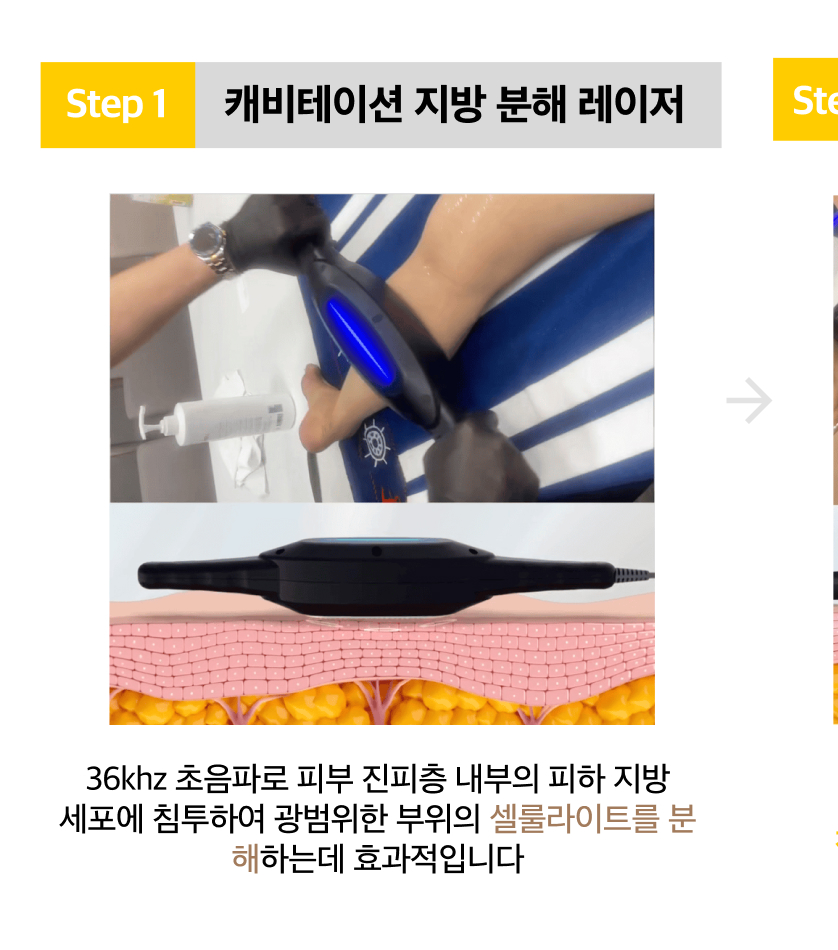 Step 1
캐비테이션 지방 분해 레이저
Ste
36khz 초음파로 피부 진피층 내부의 피하 지방
세포에 침투하여 광범위한 부위의 셀룰라이트를 분
해하는데 효과적입니다